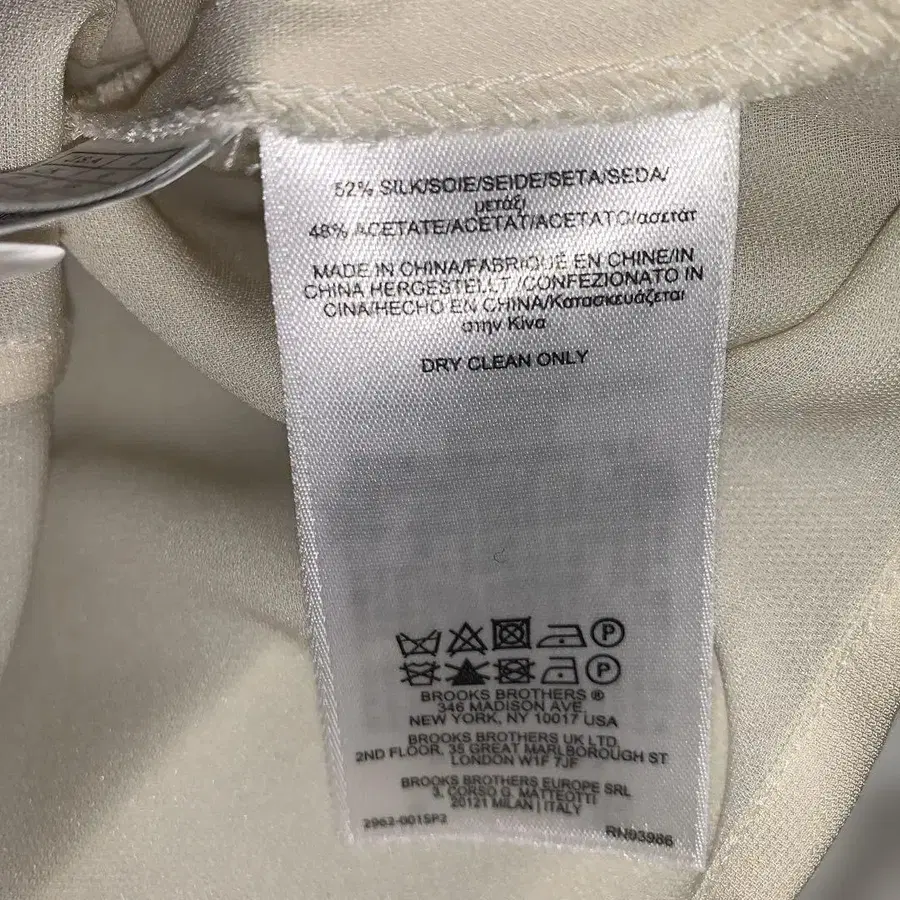 52% SILK/SOIE/SEIDE/SETA/SEDA/
μετάξι
48% ACETATE/ACETAT/ACETATO/ασετάτ
MADE IN CHINA/FABRIQUÉ EN CHINE/IN
CHINA HERGESTELLT/CONFEZIONATO IN
CINA/HECHO EN CHINA/Κατασκευάζεται
στην Κίνα
DRY CLEAN ONLY
P
P
BROOKS BROTHERS ®
346 MADISON AVE.
NEW YORK, NY 10017 USA
BROOKS BROTHERS UK LTD.
2ND FLOOR, 35 GREAT MARLBOROUGH ST
LONDON W1F 7JF
BROOKS BROTHERS EUROPE SRL
3, CORSO G. MATTEOTTI
20121 MILAN | ITALY
2962-001SP2
RN93986